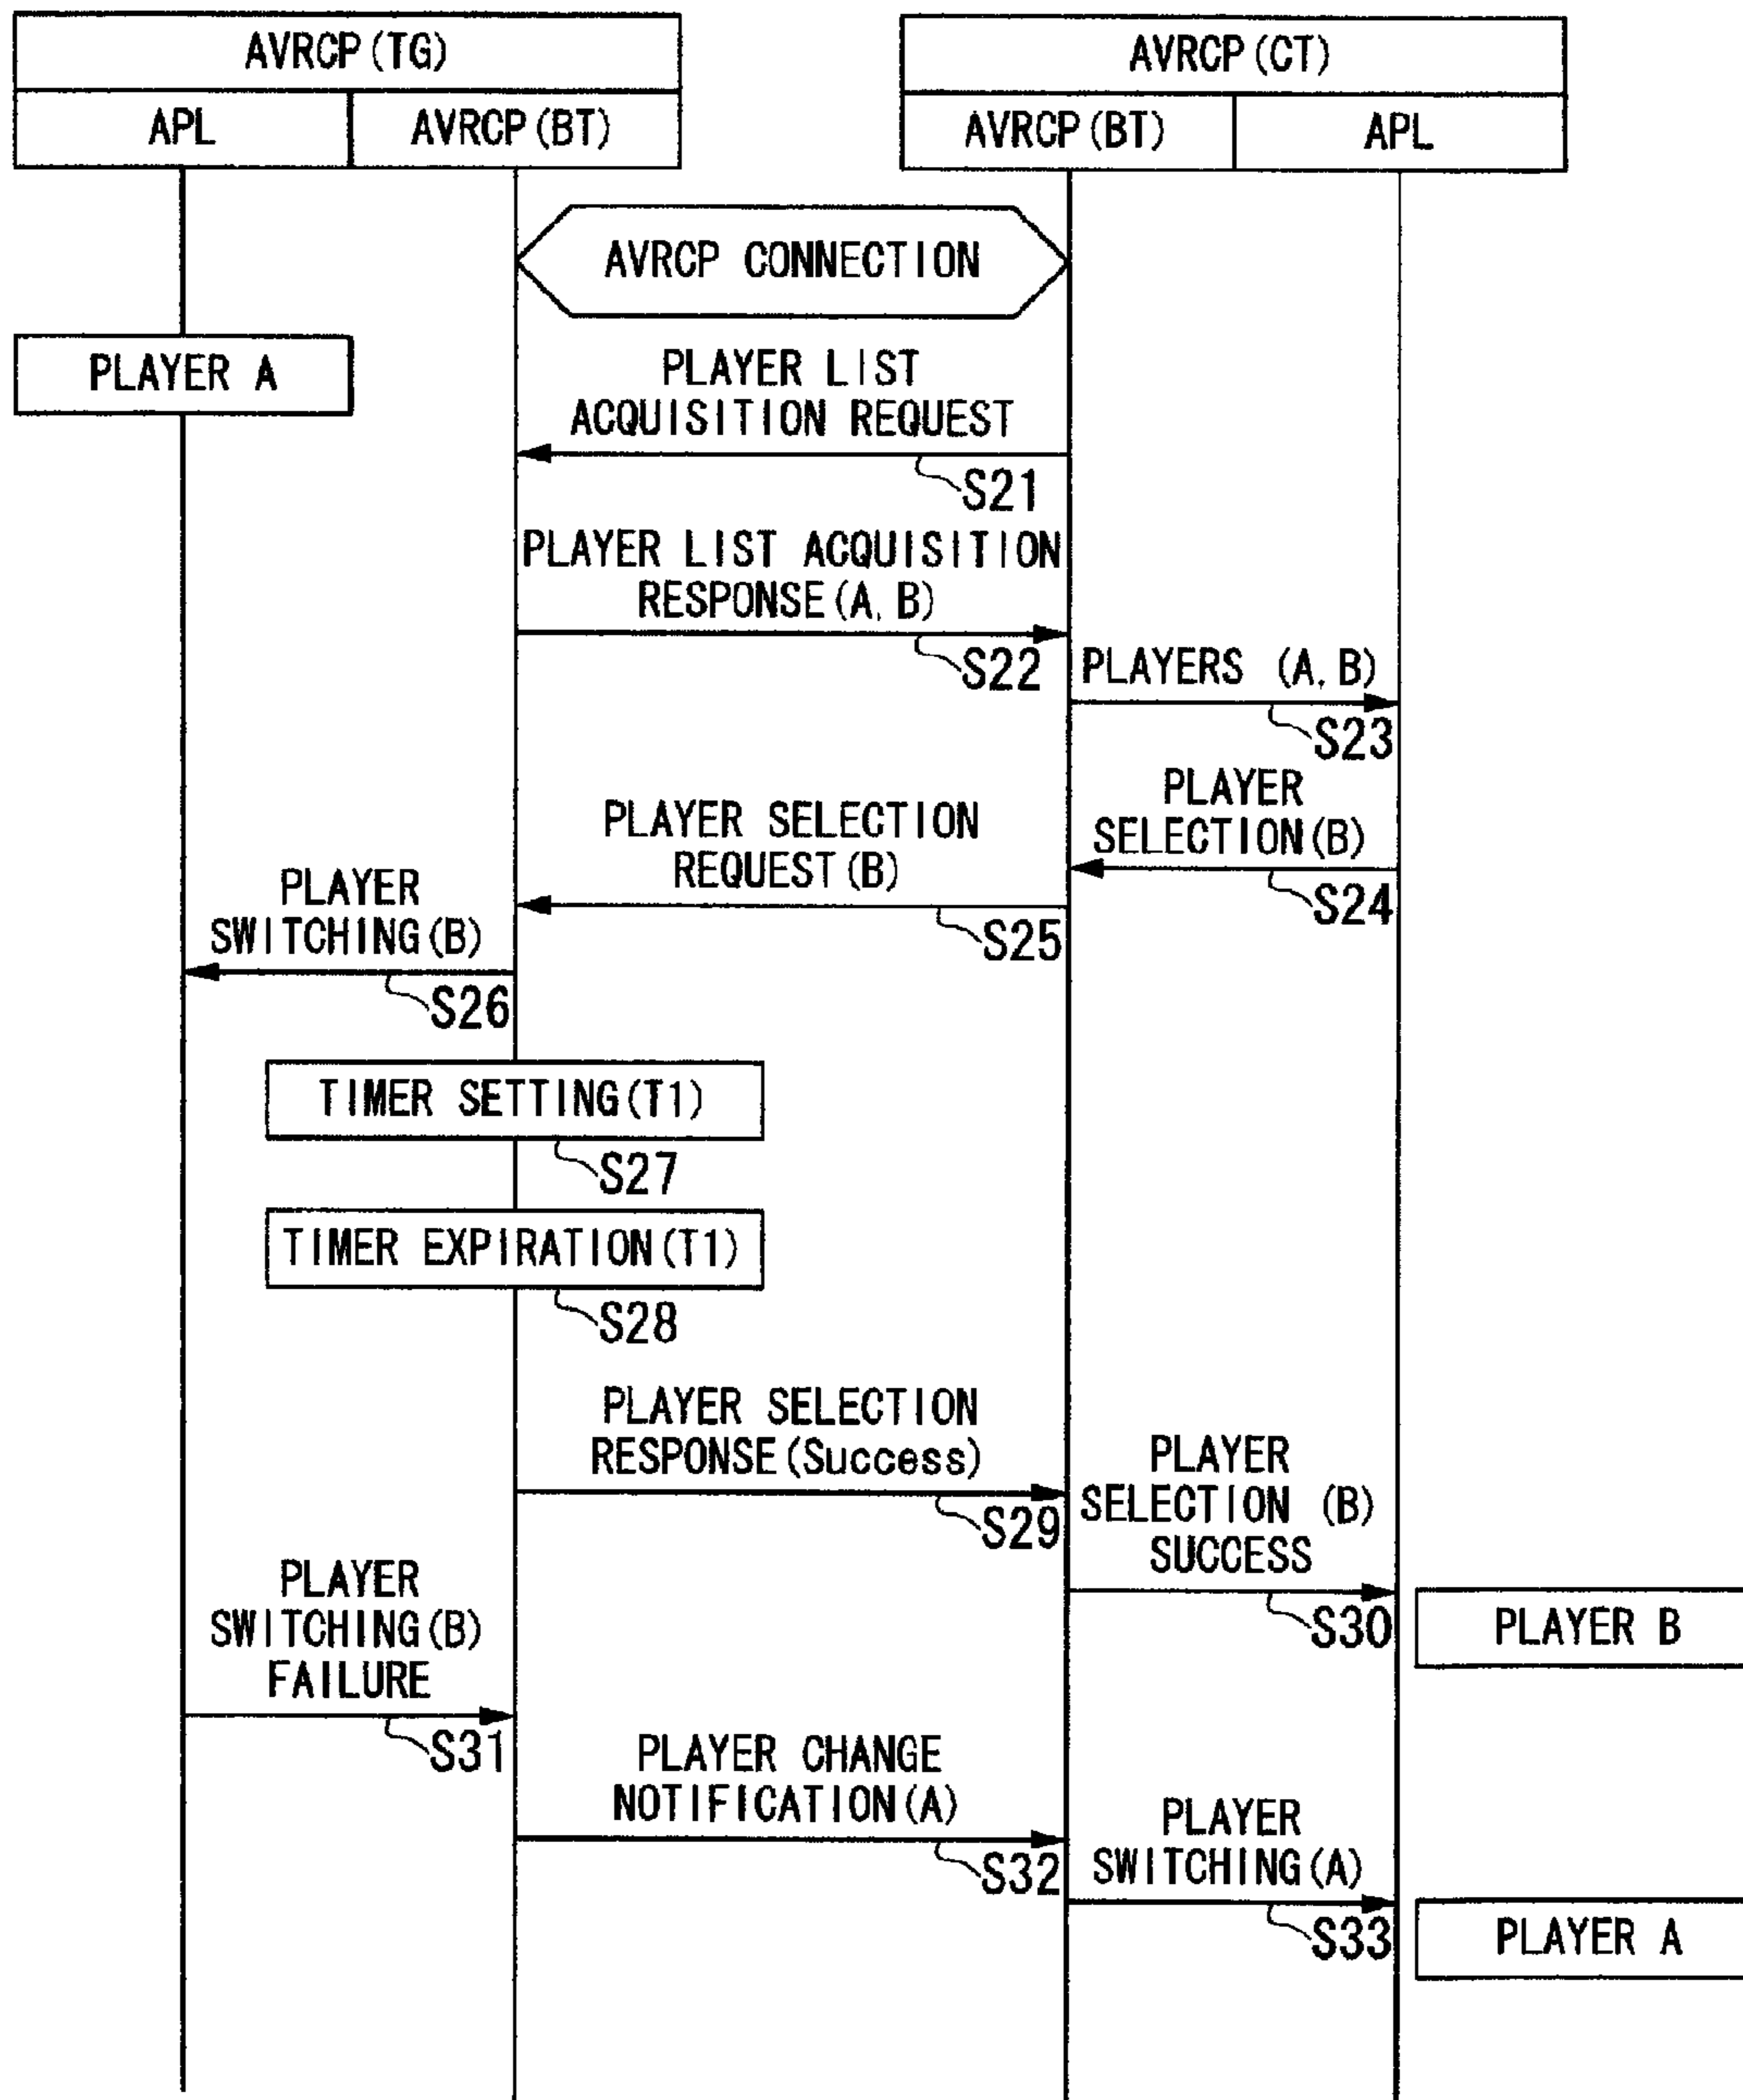 AVRCP(TG)
AVRCP(CT)
APL
AVRCP(BT)
AVRCP(BT)
APL
AVRCP CONNECTION
PLAYER A
PLAYER LIST
ACQUISITION REQUEST
S21
PLAYER LIST ACQUISITION
RESPONSE(A, B)
S22
PLAYERS (A, B)
S23
PLAYER
SELECTION(B)
S24
PLAYER SELECTION
REQUEST(B)
S25
PLAYER
SWITCHING(B)
S26
TIMER SETTING(T1)
S27
TIMER EXPIRATION(T1)
S28
PLAYER SELECTION
RESPONSE(Success)
S29
PLAYER
SELECTION (B)
SUCCESS
S30
PLAYER B
PLAYER
SWITCHING(B)
FAILURE
S31
PLAYER CHANGE
NOTIFICATION(A)
S32
PLAYER
SWITCHING(A)
S33
PLAYER A